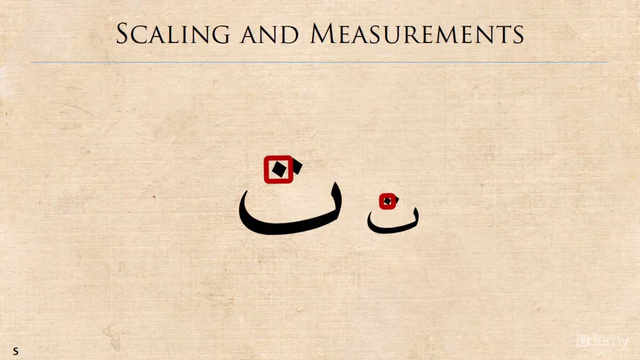 Scaling and Measurements
ت ت
S
udemy